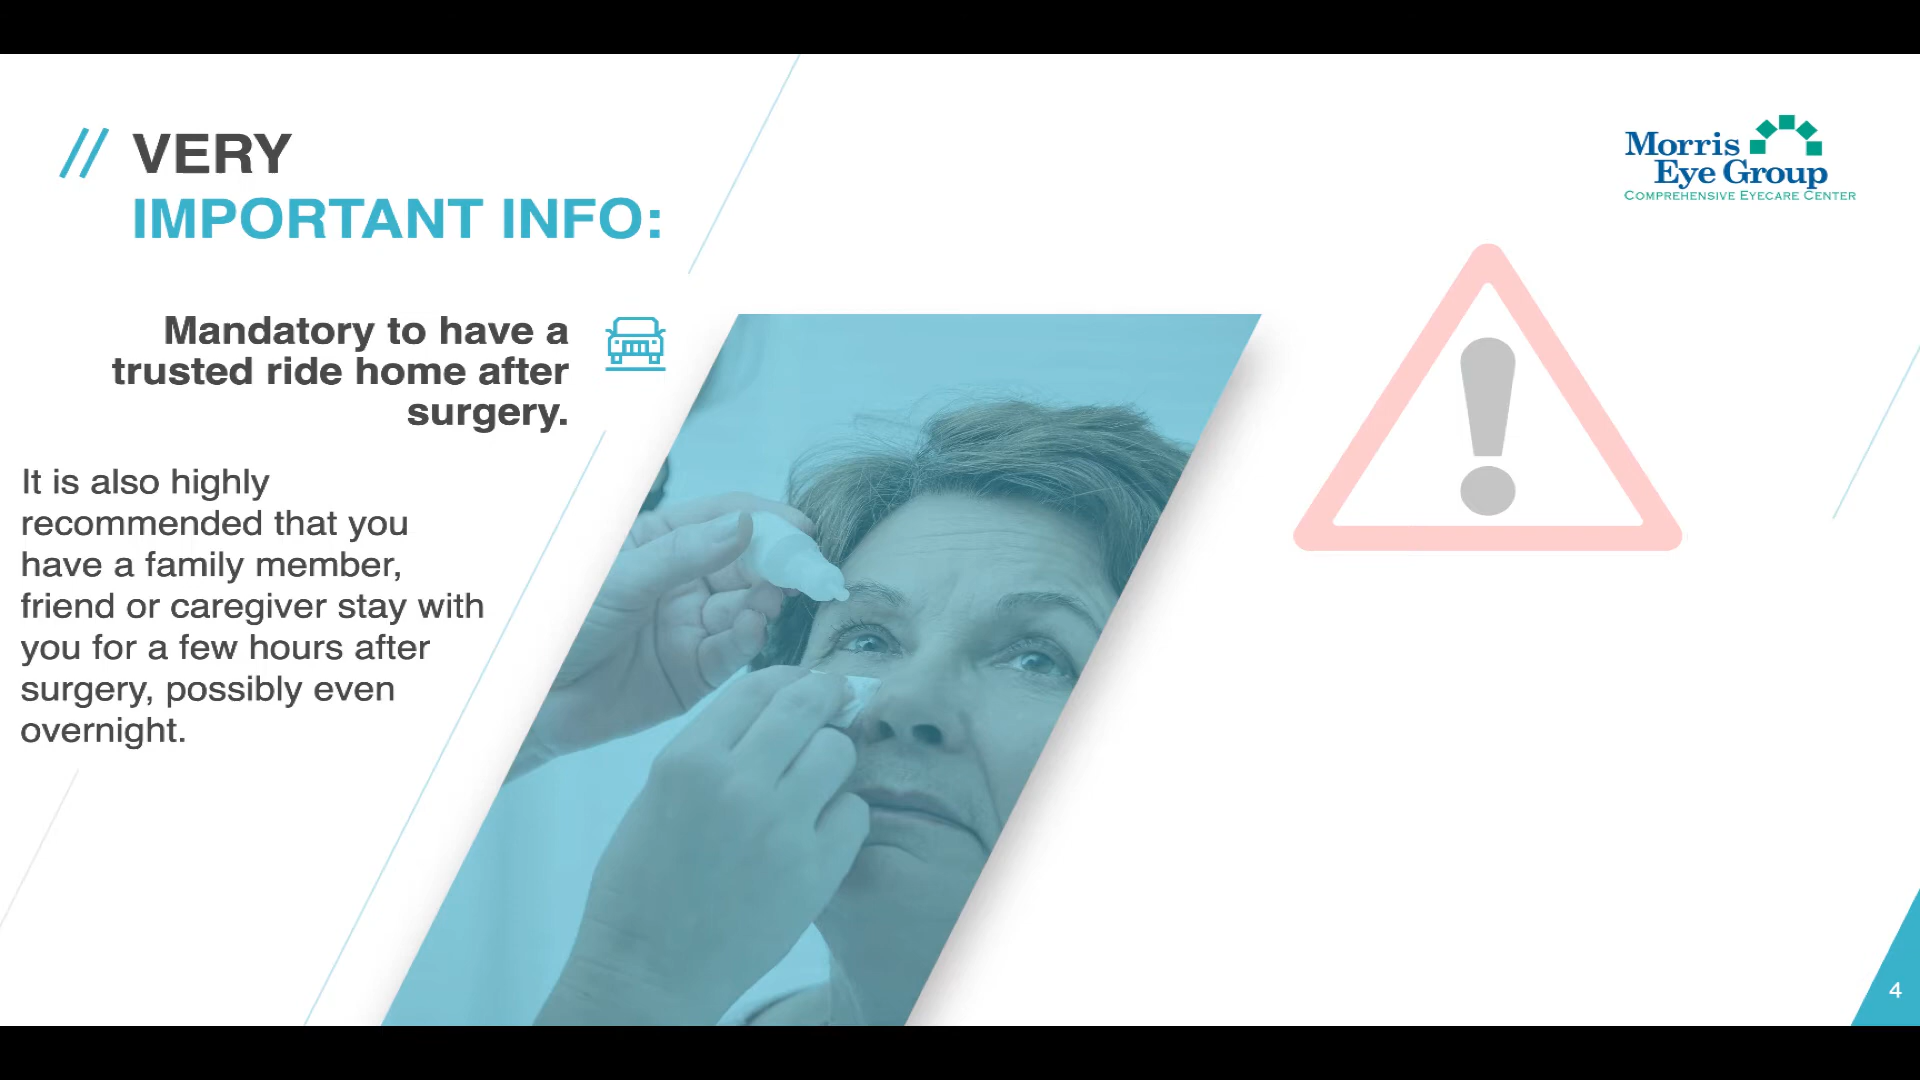 // VERY
IMPORTANT INFO:
Mandatory to have a
trusted ride home after
surgery.
It is also highly
recommended that you
have a family member,
friend or caregiver stay with
you for a few hours after
surgery, possibly even
overnight.
Morris
Eye Group
COMPREHENSIVE EYECARE CENTER
!
4